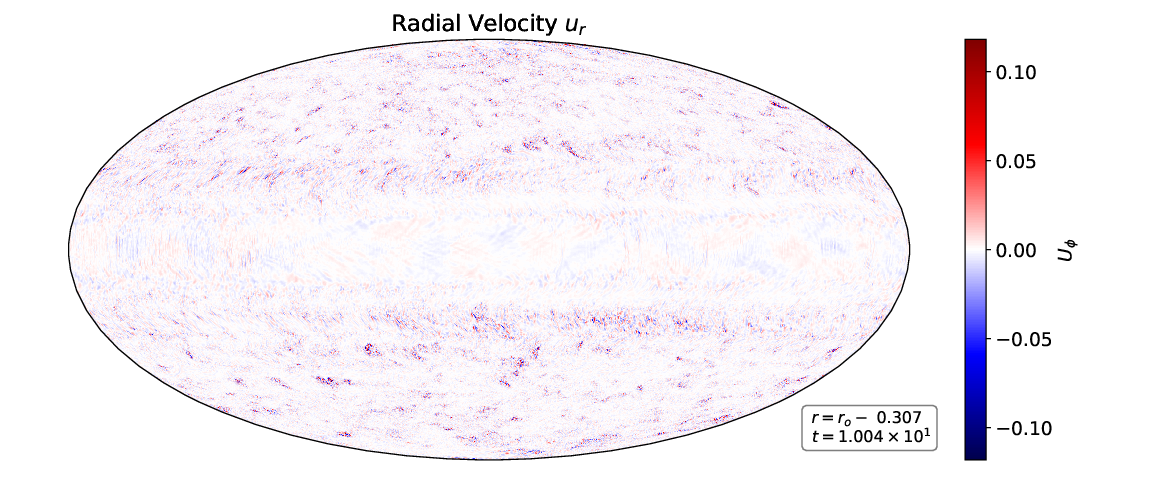 Radial Velocity u_r
0.10
0.05
0.00
−0.05
−0.10
U_ϕ
r = r_o − 0.307
t = 1.004 × 10^1